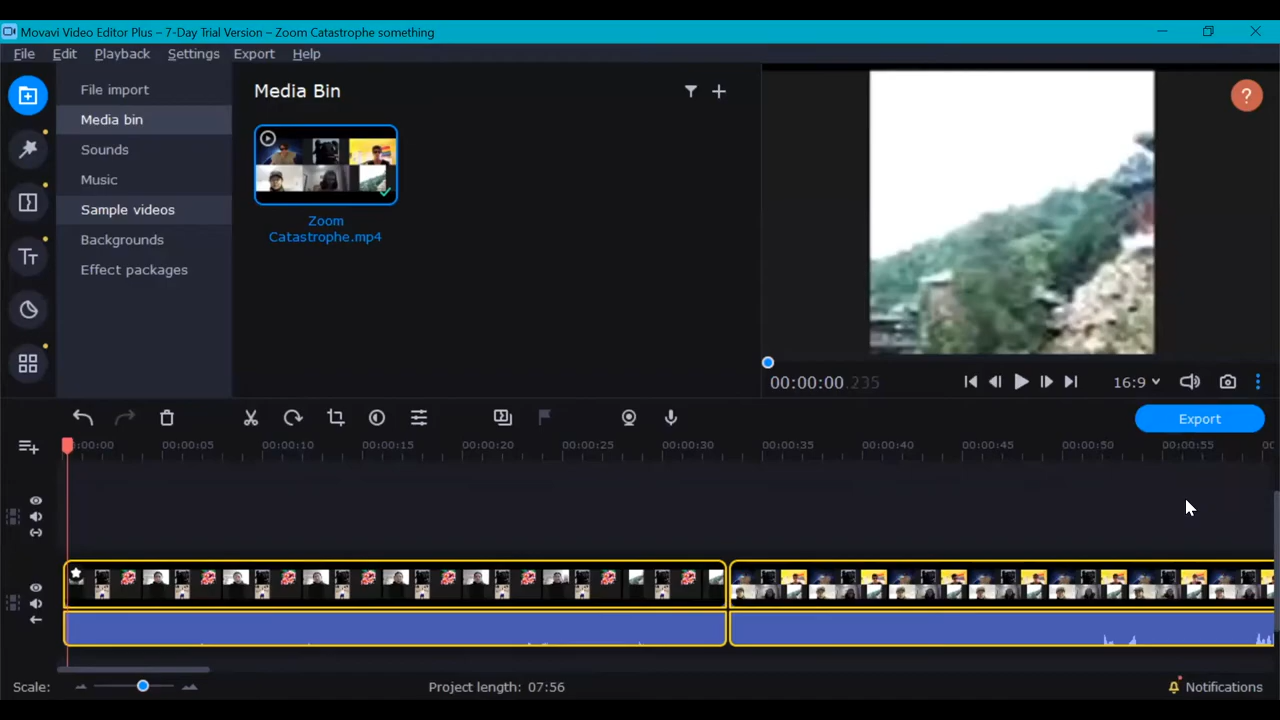 Movavi Video Editor Plus – 7-Day Trial Version – Zoom Catastrophe something
File Edit Playback Settings Export Help
File import
Media bin
Sounds
Music
Sample videos
Backgrounds
Effect packages
Media Bin
Zoom
Catastrophe.mp4
?
00:00:00.235
16:9
Export
:00:00 00:00:05 00:00:10 00:00:15 00:00:20 00:00:25 00:00:30 00:00:35 00:00:40 00:00:45 00:00:50 00:00:55 00
Scale:
Project length: 07:56
Notifications